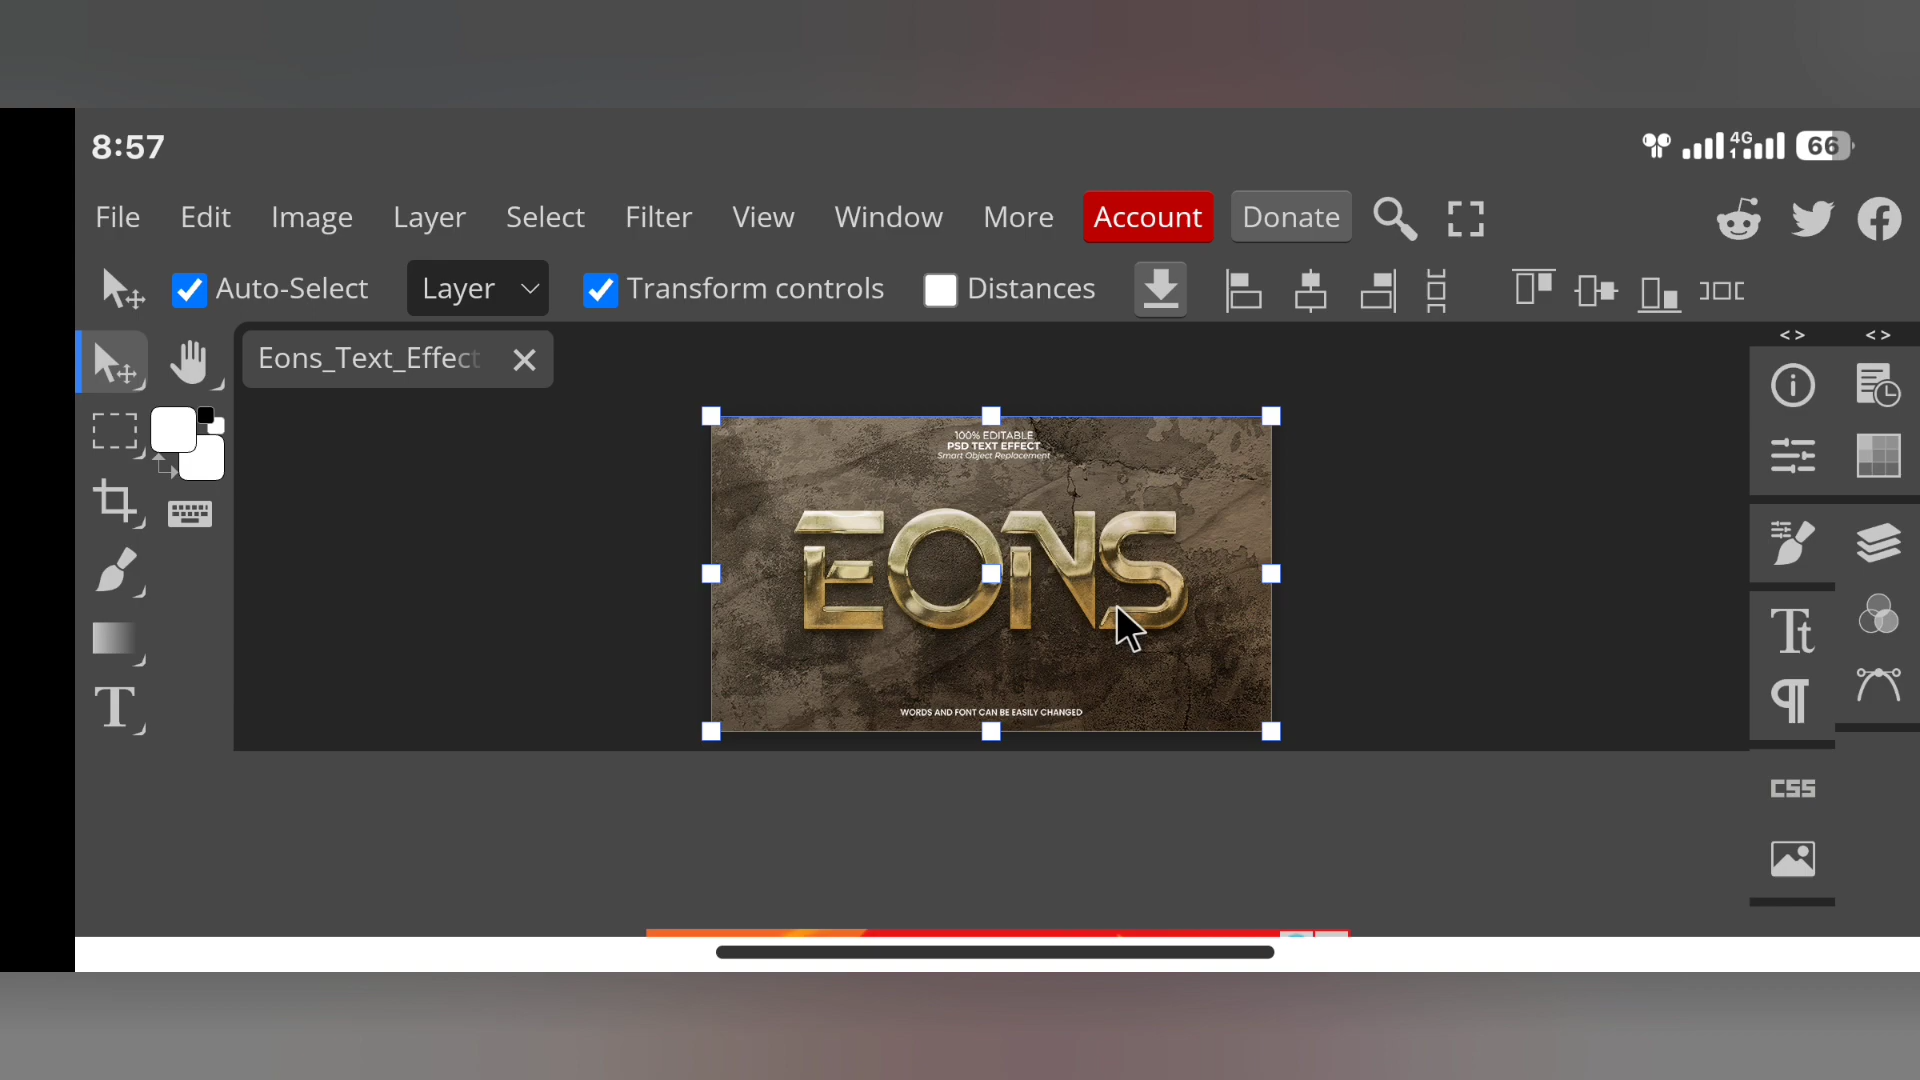 8:57
4G
1
66
File Edit Image Layer Select Filter View Window More Account Donate
Auto-Select Layer Transform controls Distances
Eons_Text_Effect
100% EDITABLE
PSD TEXT EFFECT
Smart Object Replacement
EONS
WORDS AND FONT CAN BE EASILY CHANGED
T
Tt
CSS